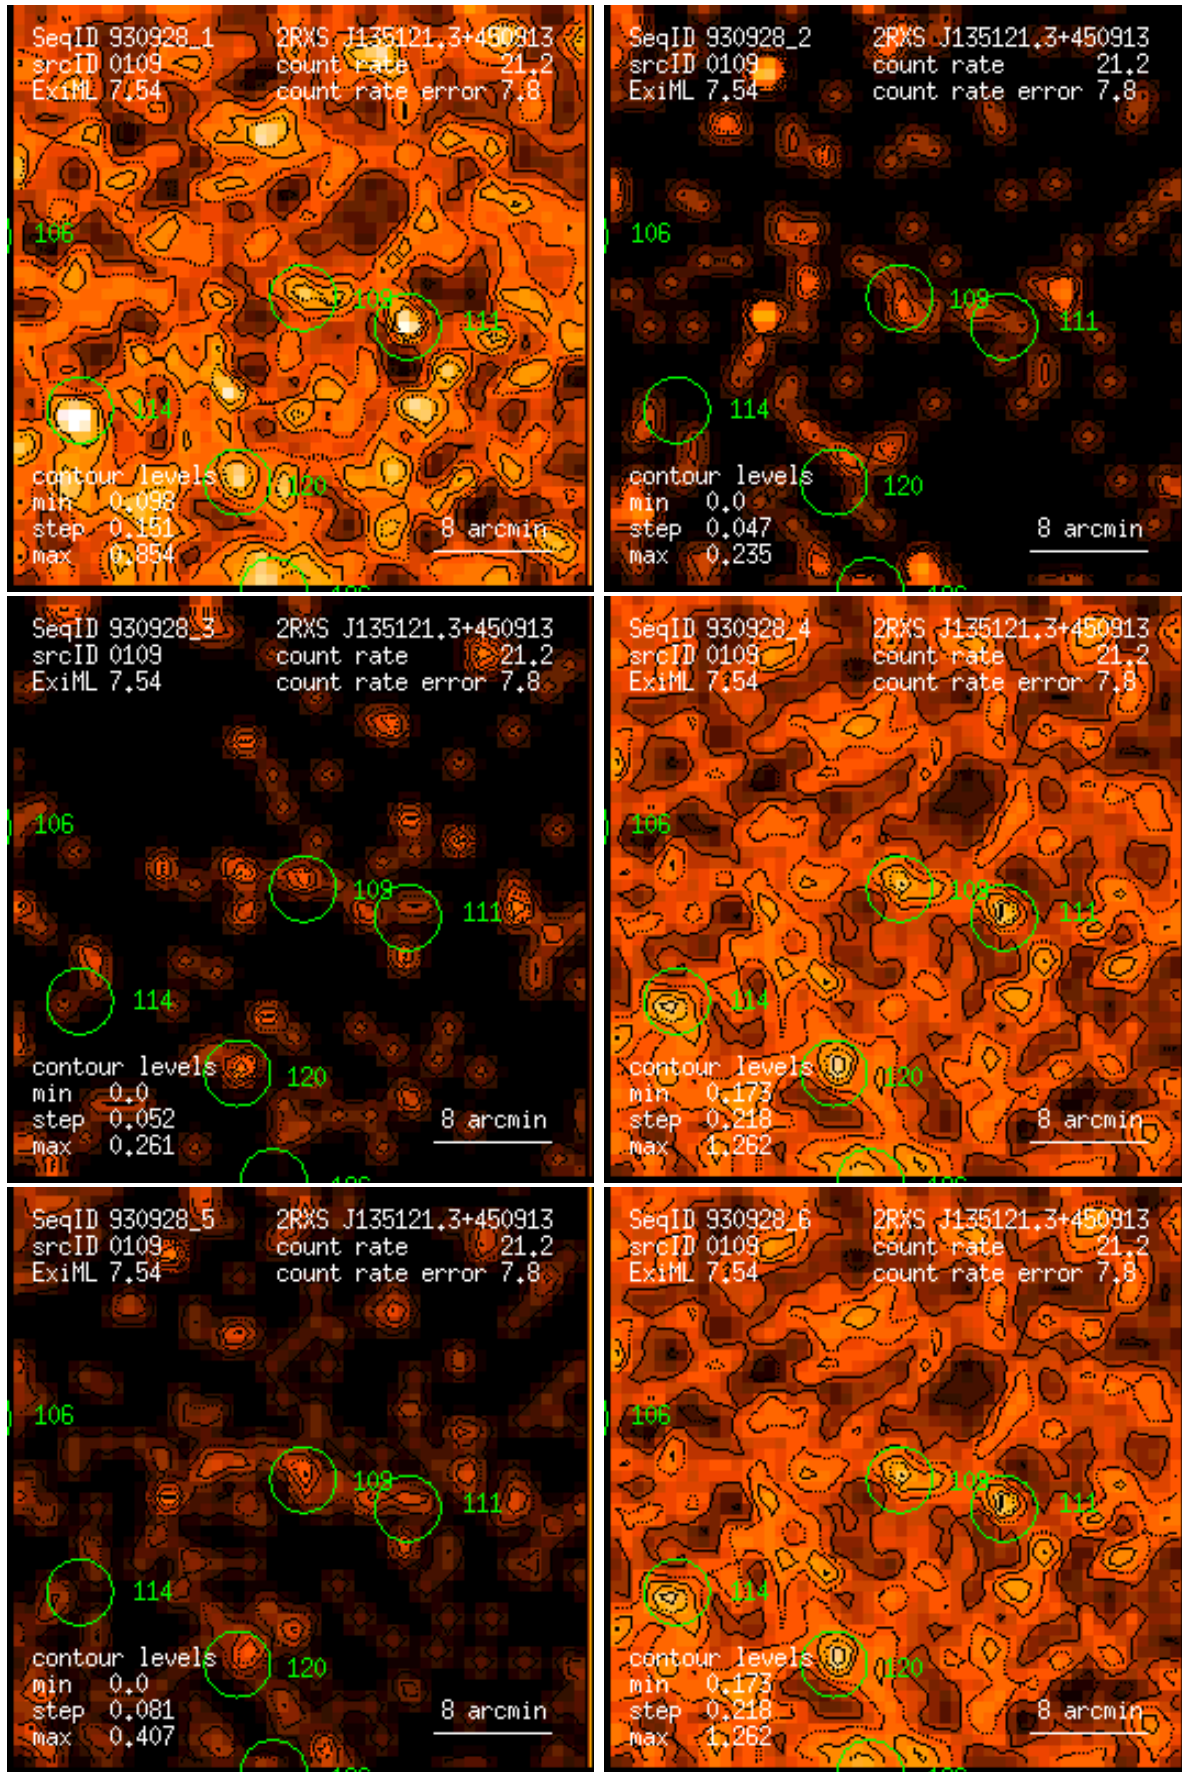 SeqID 930928_1 2RXS J135121.3+450913
srcID 0109 count rate 21.2
ExiML 7.54 count rate error 7.8
106
109
111
114
120
contour levels
min 0.098
step 0.151
max 0.854
8 arcmin
SeqID 930928_2 2RXS J135121.3+450913
srcID 0109 count rate 21.2
ExiML 7.54 count rate error 7.8
106
109
111
114
120
contour levels
min 0.0
step 0.047
max 0.235
8 arcmin
SeqID 930928_3 2RXS J135121.3+450913
srcID 0109 count rate 21.2
ExiML 7.54 count rate error 7.8
106
109
111
114
120
contour levels
min 0.0
step 0.052
max 0.261
8 arcmin
SeqID 930928_4 2RXS J135121.3+450913
srcID 0109 count rate 21.2
ExiML 7.54 count rate error 7.8
106
109
111
114
120
contour levels
min 0.173
step 0.218
max 1.262
8 arcmin
SeqID 930928_5 2RXS J135121.3+450913
srcID 0109 count rate 21.2
ExiML 7.54 count rate error 7.8
106
109
111
114
120
contour levels
min 0.0
step 0.081
max 0.407
8 arcmin
SeqID 930928_6 2RXS J135121.3+450913
srcID 0109 count rate 21.2
ExiML 7.54 count rate error 7.8
106
109
111
114
120
contour levels
min 0.173
step 0.218
max 1.262
8 arcmin